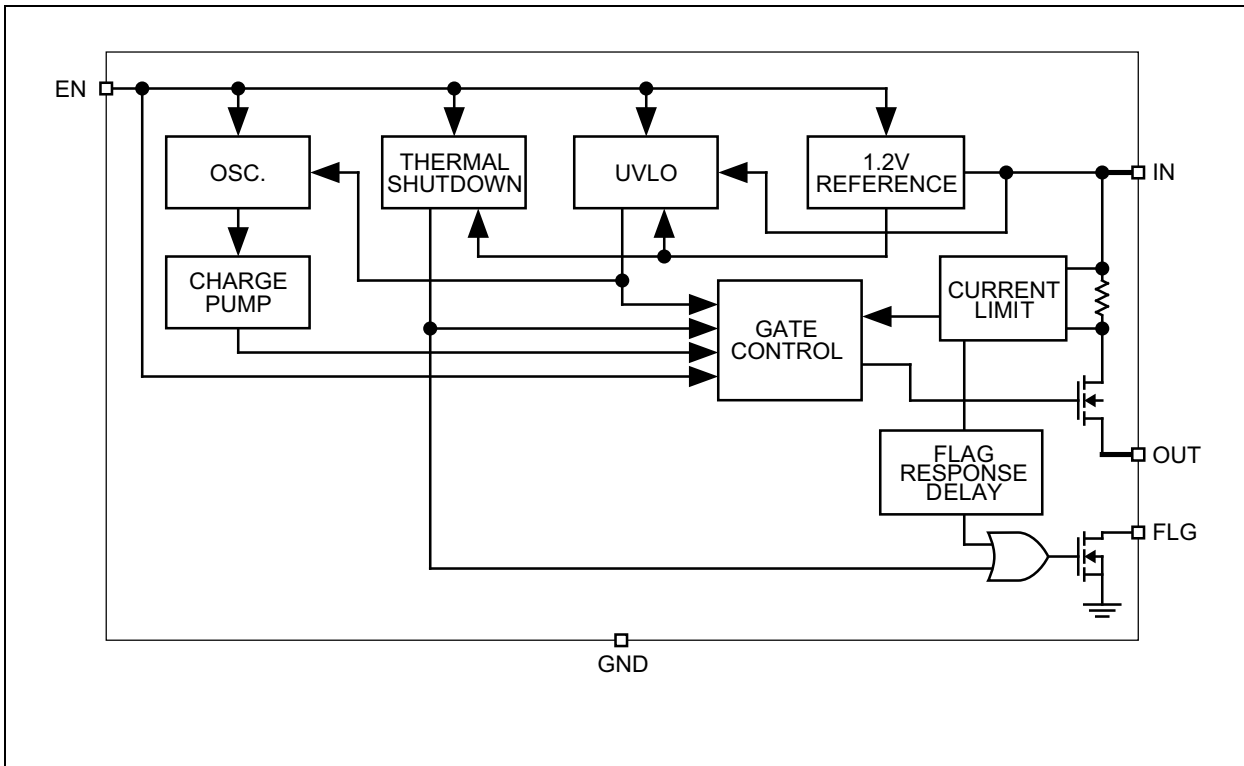 EN
OSC.
THERMAL
SHUTDOWN
UVLO
1.2V
REFERENCE
IN
CHARGE
PUMP
GATE
CONTROL
CURRENT
LIMIT
FLAG
RESPONSE
DELAY
OUT
FLG
GND